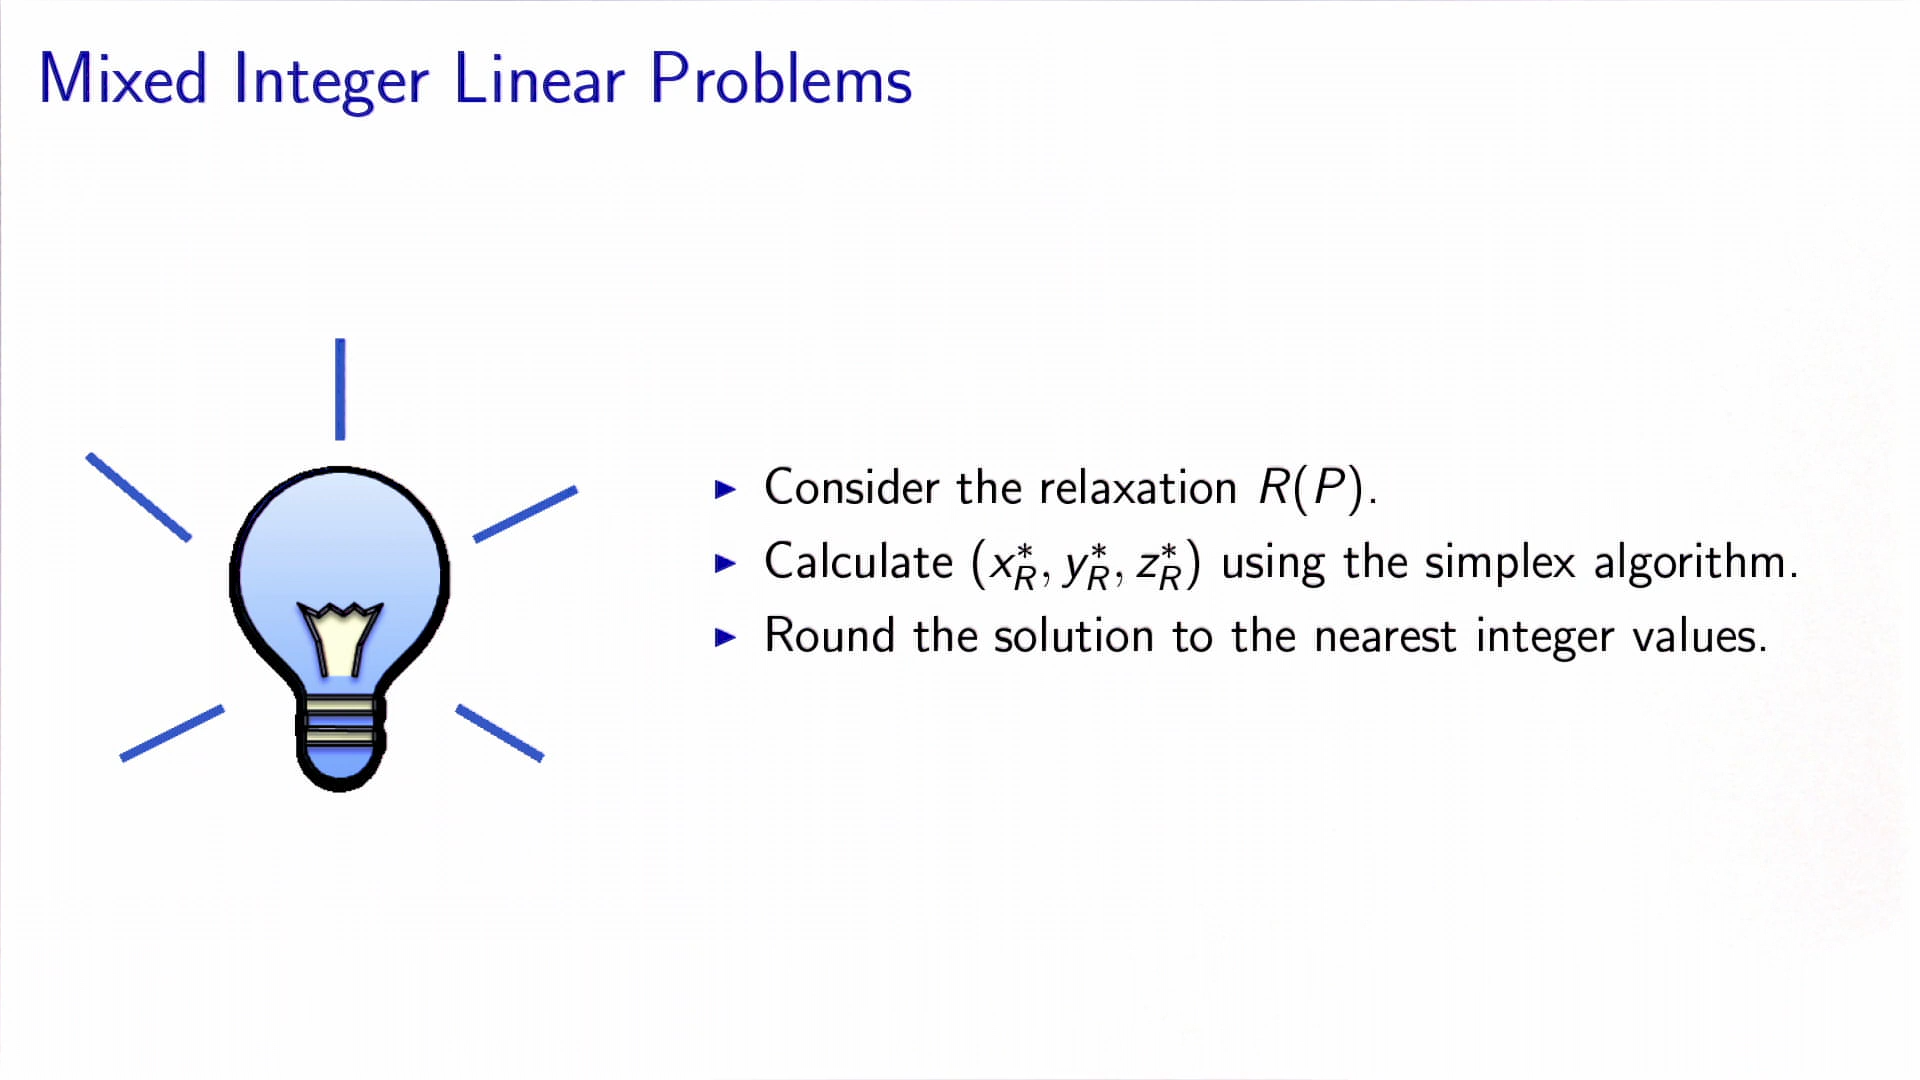 Mixed Integer Linear Problems
▶ Consider the relaxation R(P).
▶ Calculate (x*_R, y*_R, z*_R) using the simplex algorithm.
▶ Round the solution to the nearest integer values.